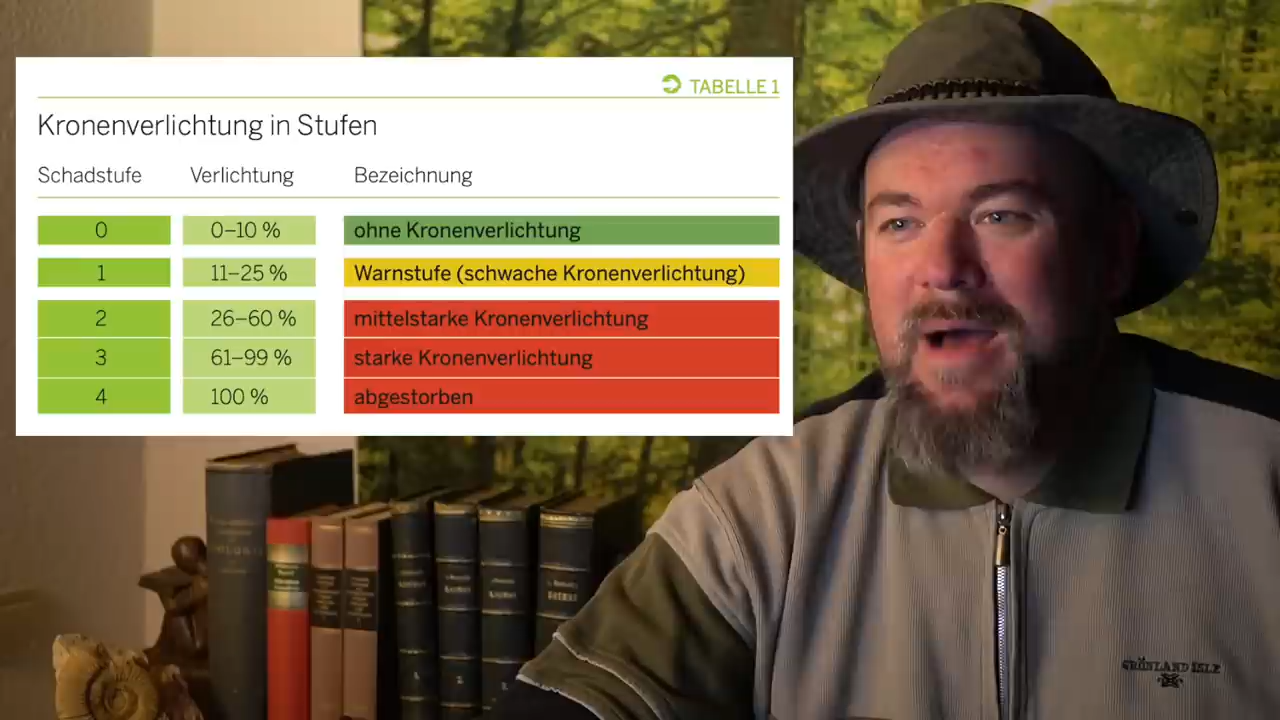 TABELLE 1
Kronenverlichtung in Stufen
Schadstufe Verlichtung Bezeichnung
0 0–10 % ohne Kronenverlichtung
1 11–25 % Warnstufe (schwache Kronenverlichtung)
2 26–60 % mittelstarke Kronenverlichtung
3 61–99 % starke Kronenverlichtung
4 100 % abgestorben
GRÖNLAND ISLE